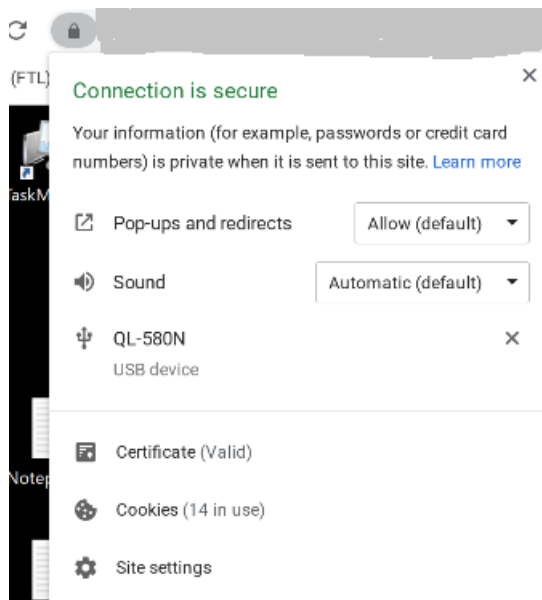 (FTL)
Connection is secure
Your information (for example, passwords or credit card
numbers) is private when it is sent to this site. Learn more
TaskM
Pop-ups and redirects Allow (default)
Sound Automatic (default)
QL-580N
USB device
Certificate (Valid)
Notep
Cookies (14 in use)
Site settings